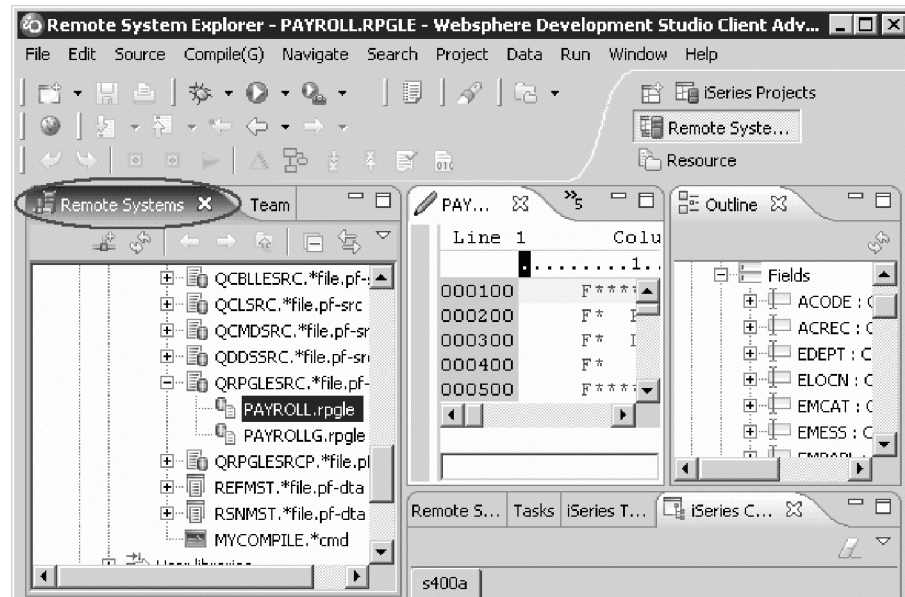 Remote System Explorer - PAYROLL.RPGLE - Websphere Development Studio Client Adv...
File Edit Source Compile(G) Navigate Search Project Data Run Window Help
iSeries Projects
Remote Syste...
Resource
Remote Systems
Team
QCBLLESRC.*file.pf-
QCLSRC.*file.pf-src
QCMDSRC.*file.pf-sr
QDDSSRC.*file.pf-sr
QRPGLESRC.*file.pf-
PAYROLL.rpgle
PAYROLLG.rpgle
QRPGLESRCP.*file.p
REFMST.*file.pf-dta
RSNMST.*file.pf-dta
MYCOMPILE.*cmd
PAY...
»5
Line 1 Colu
.........1..
000100 F****
000200 F*
000300 F* I
000400 F*
000500 F****
Outline
Fields
ACODE : C
ACREC : C
EDEPT : C
ELOCN : C
EMCAT : C
EMESS : C
Remote S... Tasks iSeries T... iSeries C...
s400a